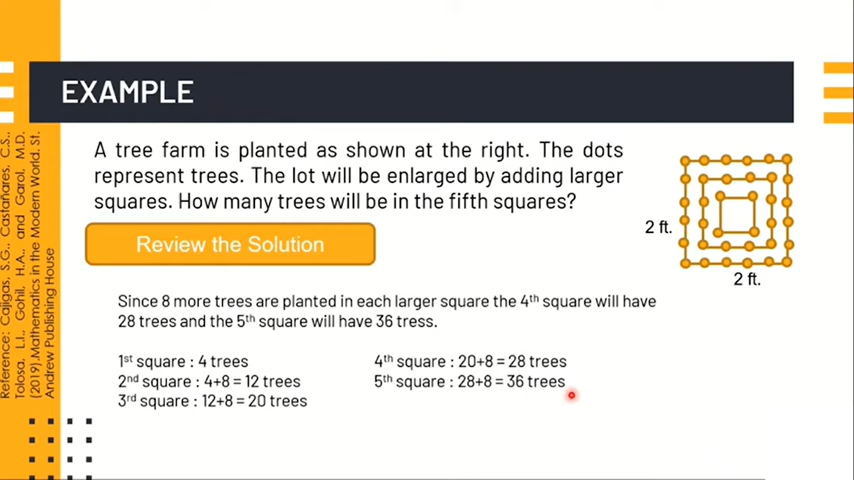 EXAMPLE
A tree farm is planted as shown at the right. The dots
represent trees. The lot will be enlarged by adding larger
squares. How many trees will be in the fifth squares?
2 ft.
2 ft.
Review the Solution
Since 8 more trees are planted in each larger square the 4th square will have
28 trees and the 5th square will have 36 tress.
1st square : 4 trees
2nd square : 4+8 = 12 trees
3rd square : 12+8 = 20 trees
4th square : 20+8 = 28 trees
5th square : 28+8 = 36 trees
Reference: Cajigas, S.G., Castañares, C.S.,
Tolosa, L.I., Gohil, H.A., and Garol, M.D.
(2019).Mathematics in the Modern World. St.
Andrew Publishing House